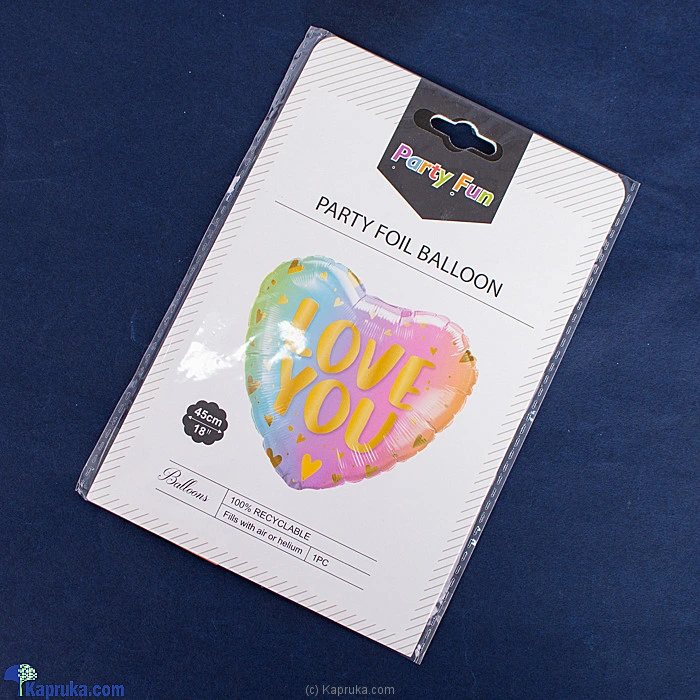 Party Fun
PARTY FOIL BALLOON
LOVE
YOU
45cm
18"
Balloons
100% RECYCLABLE
Fills with air or helium
1PC
Kapruka.com
(c) Kapruka.com